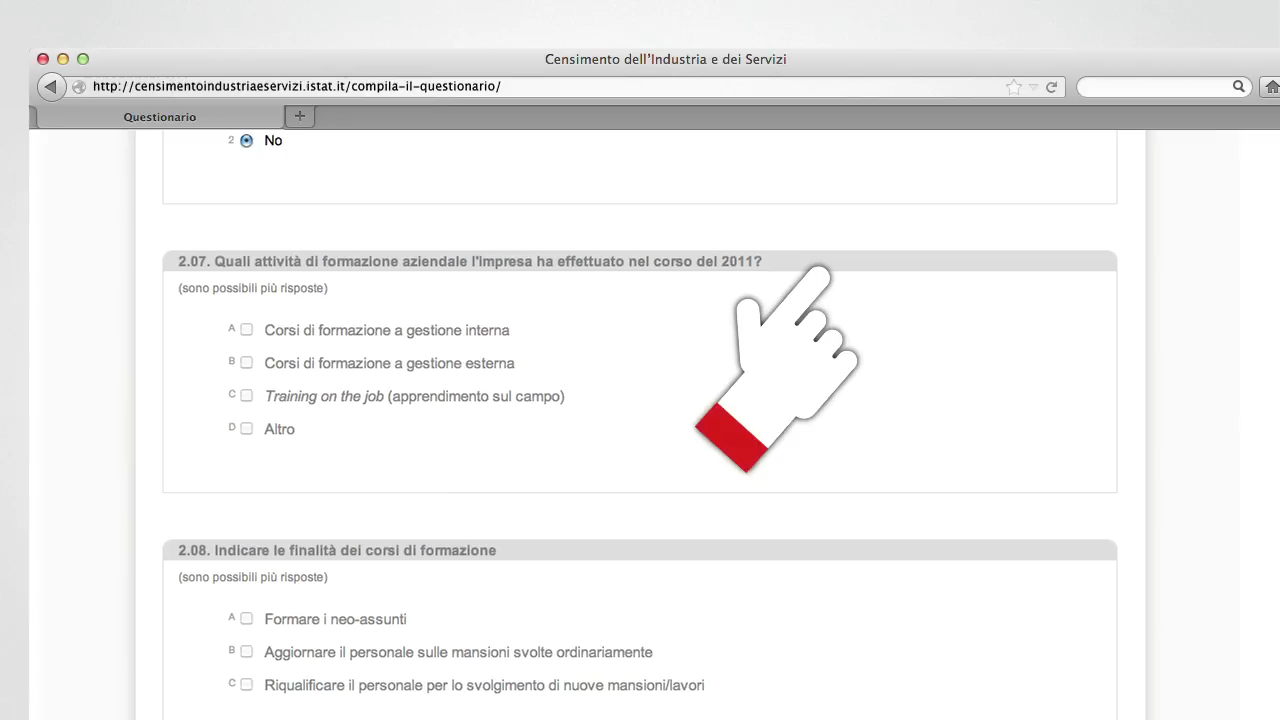 Censimento dell'Industria e dei Servizi
http://censimentoindustriaeservizi.istat.it/compila-il-questionario/
Questionario
2 No
2.07. Quali attività di formazione aziendale l'impresa ha effettuato nel corso del 2011?
(sono possibili più risposte)
A Corsi di formazione a gestione interna
B Corsi di formazione a gestione esterna
C Training on the job (apprendimento sul campo)
D Altro
2.08. Indicare le finalità dei corsi di formazione
(sono possibili più risposte)
A Formare i neo-assunti
B Aggiornare il personale sulle mansioni svolte ordinariamente
C Riqualificare il personale per lo svolgimento di nuove mansioni/lavori